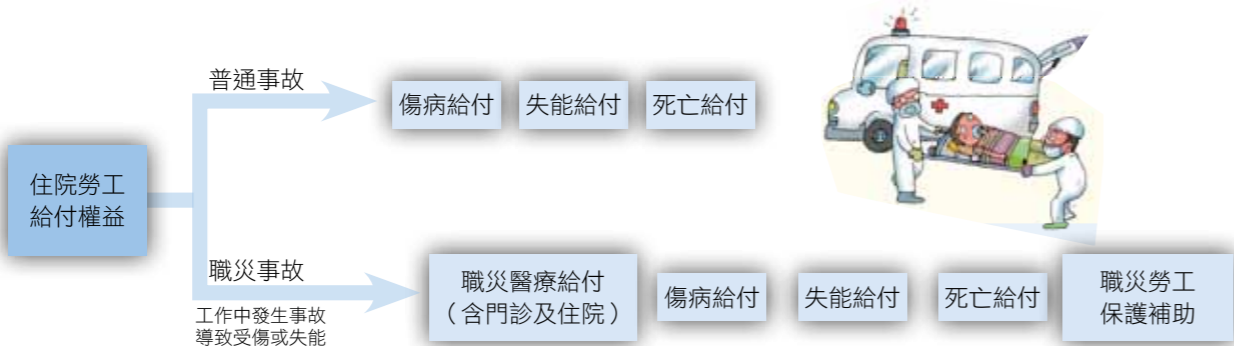 普通事故
傷病給付 失能給付 死亡給付
住院勞工
給付權益
職災事故
工作中發生事故
導致受傷或失能
職災醫療給付
（含門診及住院）
傷病給付 失能給付 死亡給付
職災勞工
保護補助